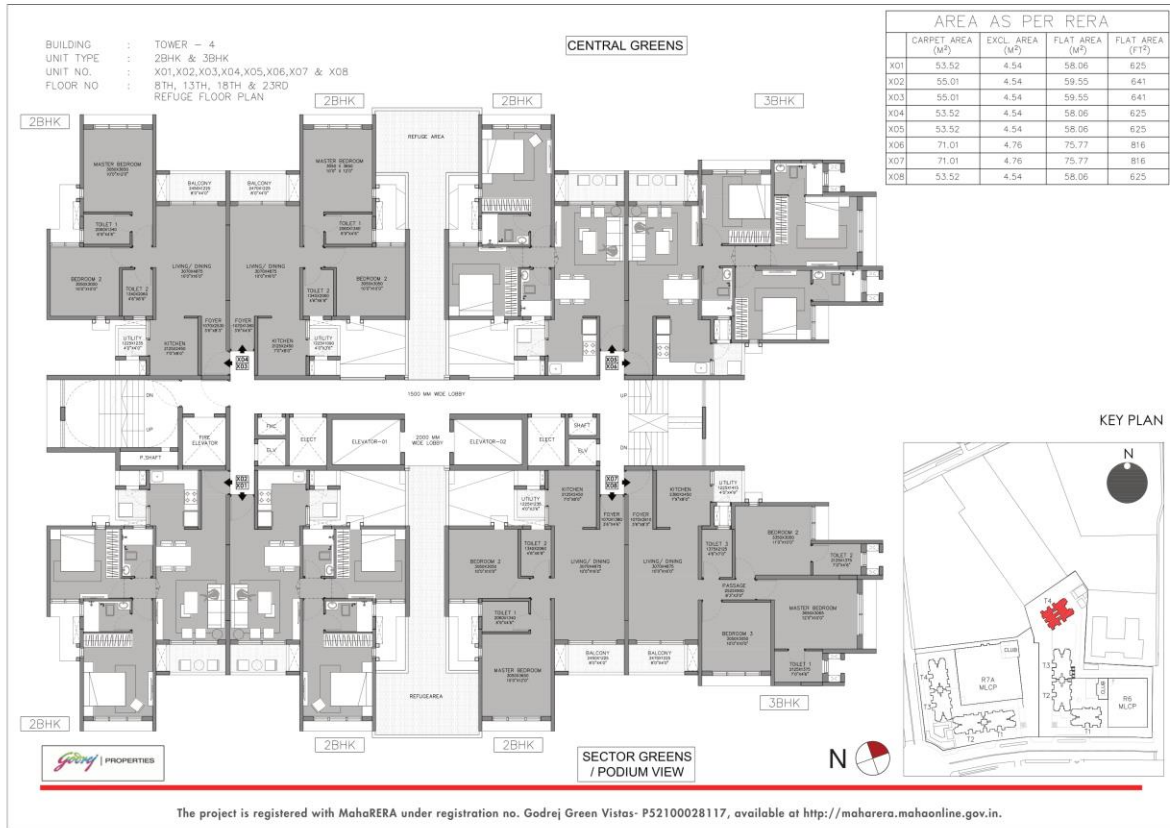 BUILDING : TOWER – 4
UNIT TYPE : 2BHK & 3BHK
UNIT NO. : X01,X02,X03,X04,X05,X06,X07 & X08
FLOOR NO : 8TH, 13TH, 18TH & 23RD
REFUGE FLOOR PLAN
CENTRAL GREENS
AREA AS PER RERA
CARPET AREA (M²) EXCL. AREA (M²) FLAT AREA (M²) FLAT AREA (FT²)
X01 53.52 4.54 58.06 625
X02 55.01 4.54 59.55 641
X03 55.01 4.54 59.55 641
X04 53.52 4.54 58.06 625
X05 53.52 4.54 58.06 625
X06 71.01 4.76 75.77 816
X07 71.01 4.76 75.77 816
X08 53.52 4.54 58.06 625
2BHK
2BHK
2BHK
3BHK
REFUGE AREA
MASTER BEDROOM
MASTER BEDROOM
BALCONY
BALCONY
TOILET 1
TOILET 1
BEDROOM 2
TOILET 2
LIVING/ DINING
LIVING/ DINING
TOILET 2
BEDROOM 2
UTILITY
KITCHEN
FOYER
FOYER
KITCHEN
UTILITY
X04
X03
X05
X06
1500 MM WIDE LOBBY
DN
UP
UP
DN
FIRE ELEVATOR
P.SHAFT
ELECT
ELEVATOR-01
2000 MM WIDE LOBBY
ELEVATOR-02
ELECT
SHAFT
X02
X01
X07
X08
KITCHEN
KITCHEN
UTILITY
UTILITY
FOYER
FOYER
BEDROOM 2
TOILET 2
LIVING/ DINING
LIVING/ DINING
TOILET 3
BEDROOM 2
TOILET 2
PASSAGE
TOILET 1
MASTER BEDROOM
BEDROOM 3
MASTER BEDROOM
BALCONY
BALCONY
TOILET 1
REFUGEAREA
2BHK
2BHK
2BHK
3BHK
SECTOR GREENS
/ PODIUM VIEW
N
KEY PLAN
N
T4
CLUB
R7A
MLCP
T4
T3
T2
T1
T3
T2
CLUB
R6
MLCP
T1
Godrej | PROPERTIES
The project is registered with MahaRERA under registration no. Godrej Green Vistas- P52100028117, available at http://maharera.mahaonline.gov.in.